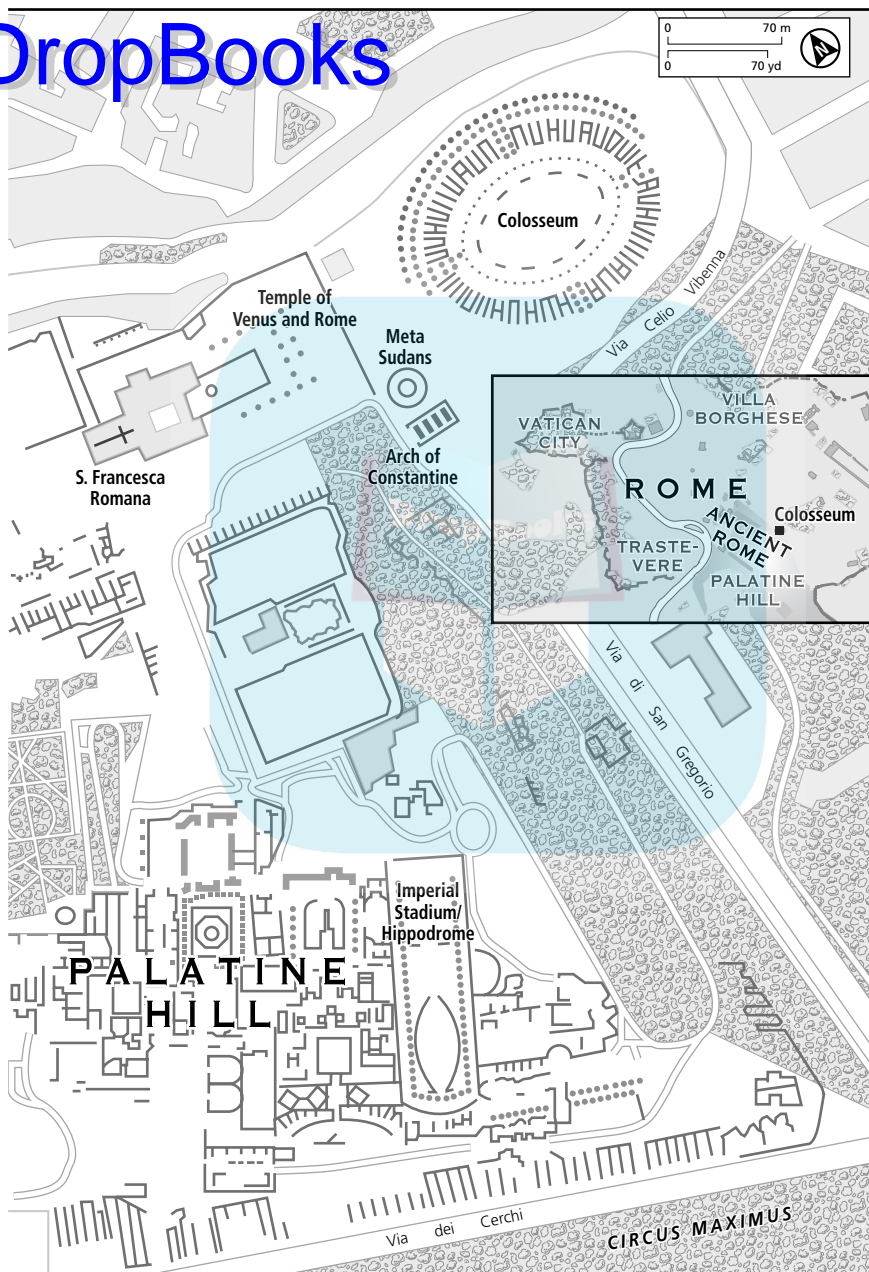 DropBooks
0 70 m
0 70 yd
N
Colosseum
Via Celio Vibenna
Temple of
Venus and Rome
Meta
Sudans
Arch of
Constantine
S. Francesca
Romana
VATICAN
CITY
VILLA
BORGHESE
ROME
Colosseum
ANCIENT
ROME
TRASTE-
VERE
PALATINE
HILL
Via di San Gregorio
Imperial
Stadium/
Hippodrome
PALATINE
HILL
Via dei Cerchi
CIRCUS MAXIMUS